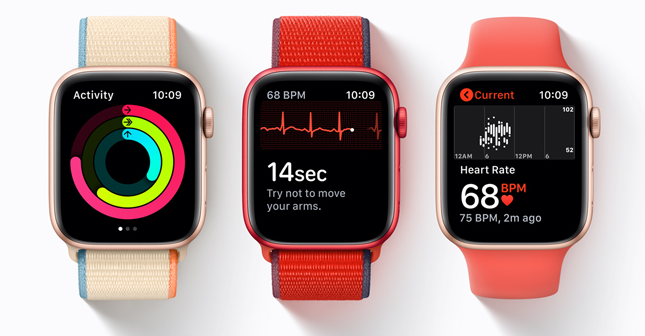 Activity 10:09
68 BPM 10:09
14sec
Try not to move
your arms.
Current 10:09
102
52
12AM 6 12PM 6
Heart Rate
68 BPM
75 BPM, 2m ago